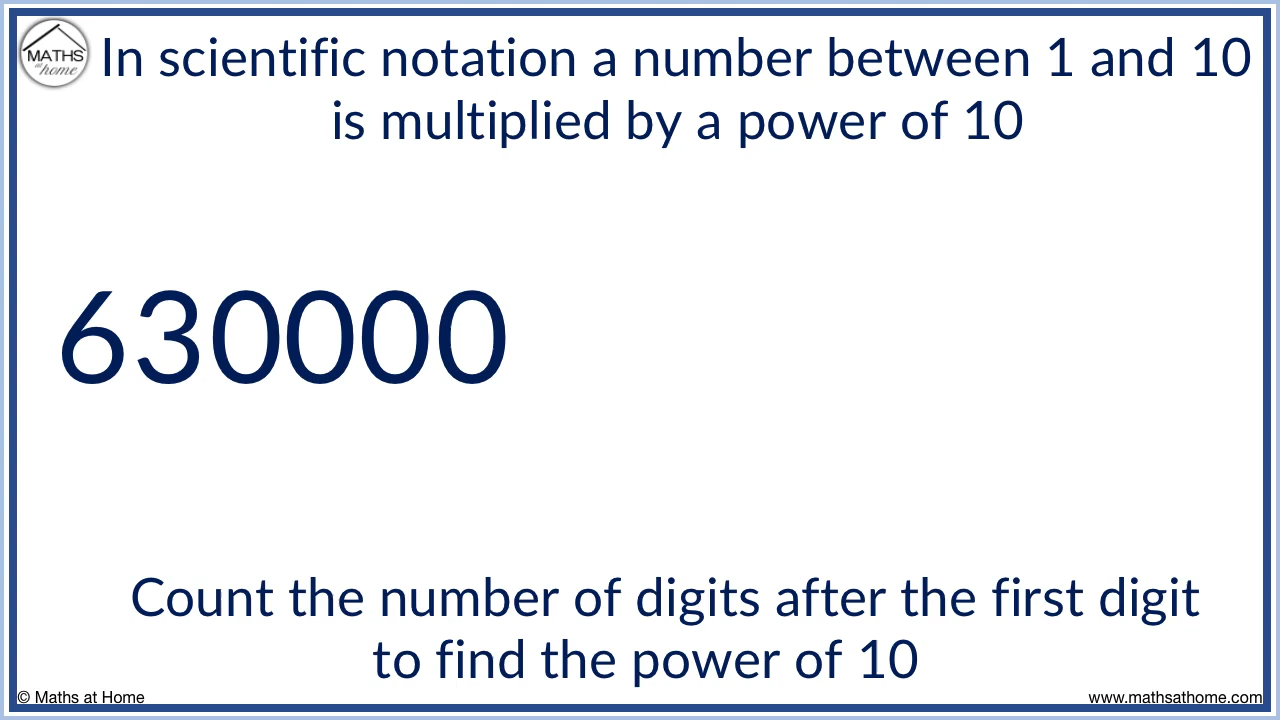 MATHS
at
home
In scientific notation a number between 1 and 10
is multiplied by a power of 10
630000
Count the number of digits after the first digit
to find the power of 10
© Maths at Home
www.mathsathome.com